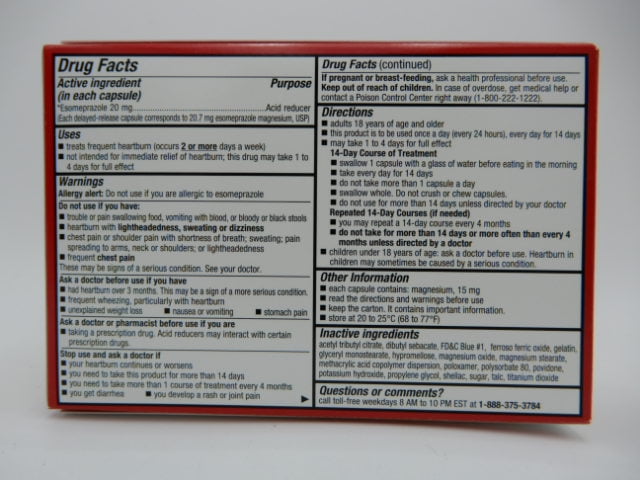 Drug Facts
Active ingredient Purpose
(in each capsule)
*Esomeprazole 20 mg..............................Acid reducer
(Each delayed-release capsule corresponds to 20.7 mg esomeprazole magnesium, USP)
Uses
■ treats frequent heartburn (occurs 2 or more days a week)
■ not intended for immediate relief of heartburn; this drug may take 1 to
4 days for full effect
Warnings
Allergy alert: Do not use if you are allergic to esomeprazole
Do not use if you have:
■ trouble or pain swallowing food, vomiting with blood, or bloody or black stools
■ heartburn with lightheadedness, sweating or dizziness
■ chest pain or shoulder pain with shortness of breath; sweating; pain
spreading to arms, neck or shoulders; or lightheadedness
■ frequent chest pain
These may be signs of a serious condition. See your doctor.
Ask a doctor before use if you have
■ had heartburn over 3 months. This may be a sign of a more serious condition.
■ frequent wheezing, particularly with heartburn
■ unexplained weight loss ■ nausea or vomiting ■ stomach pain
Ask a doctor or pharmacist before use if you are
■ taking a prescription drug. Acid reducers may interact with certain
prescription drugs.
Stop use and ask a doctor if
■ your heartburn continues or worsens
■ you need to take this product for more than 14 days
■ you need to take more than 1 course of treatment every 4 months
■ you get diarrhea ■ you develop a rash or joint pain
Drug Facts (continued)
If pregnant or breast-feeding, ask a health professional before use.
Keep out of reach of children. In case of overdose, get medical help or
contact a Poison Control Center right away (1-800-222-1222).
Directions
■ adults 18 years of age and older
■ this product is to be used once a day (every 24 hours), every day for 14 days
■ may take 1 to 4 days for full effect
14-Day Course of Treatment
■ swallow 1 capsule with a glass of water before eating in the morning
■ take every day for 14 days
■ do not take more than 1 capsule a day
■ swallow whole. Do not crush or chew capsules.
■ do not use for more than 14 days unless directed by your doctor
Repeated 14-Day Courses (if needed)
■ you may repeat a 14-day course every 4 months
■ do not take for more than 14 days or more often than every 4
months unless directed by a doctor
■ children under 18 years of age: ask a doctor before use. Heartburn in
children may sometimes be caused by a serious condition.
Other Information
■ each capsule contains: magnesium, 15 mg
■ read the directions and warnings before use
■ keep the carton. It contains important information.
■ store at 20 to 25°C (68 to 77°F)
Inactive ingredients
acetyl tributyl citrate, dibutyl sebacate, FD&C Blue #1, ferroso ferric oxide, gelatin,
glyceryl monostearate, hypromellose, magnesium oxide, magnesium stearate,
methacrylic acid copolymer dispersion, poloxamer, polysorbate 80, povidone,
potassium hydroxide, propylene glycol, shellac, sugar, talc, titanium dioxide
Questions or comments?
call toll-free weekdays 8 AM to 10 PM EST at 1-888-375-3784